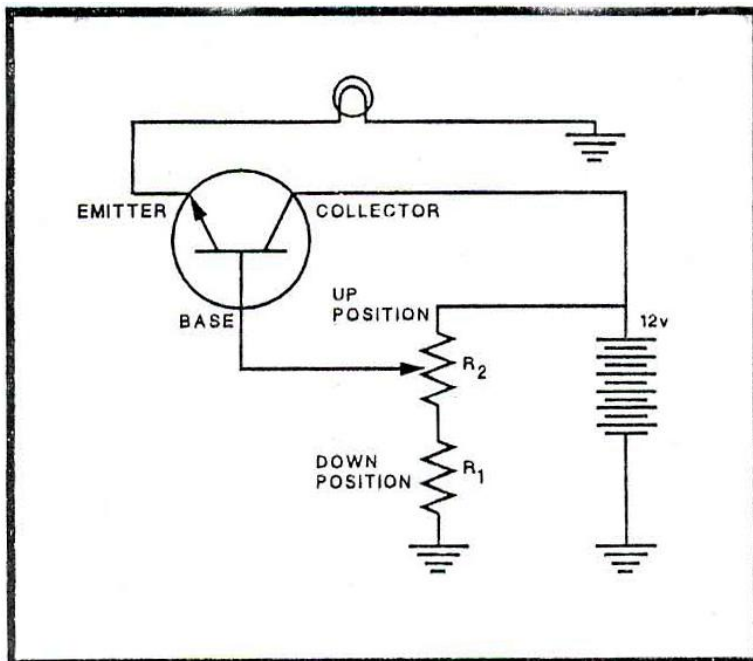 EMITTER
COLLECTOR
BASE
UP
POSITION
12v
R2
DOWN
POSITION
R1